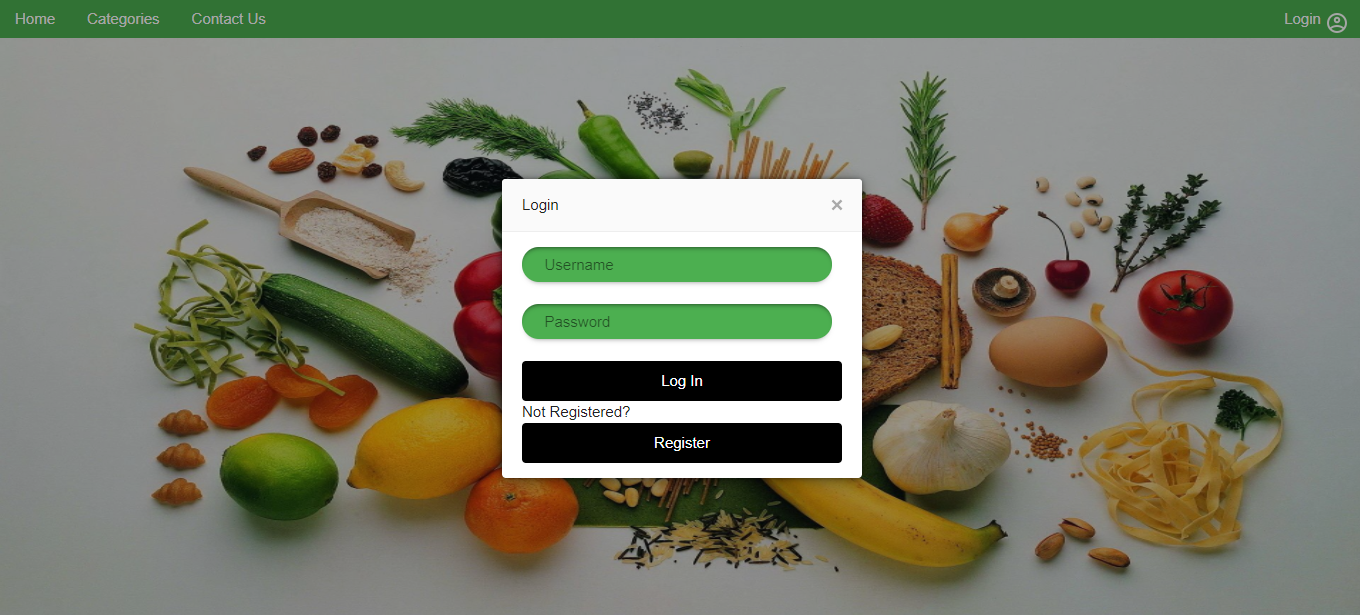 Home Categories Contact Us Login
Login ×
Username
Password
Log In
Not Registered?
Register